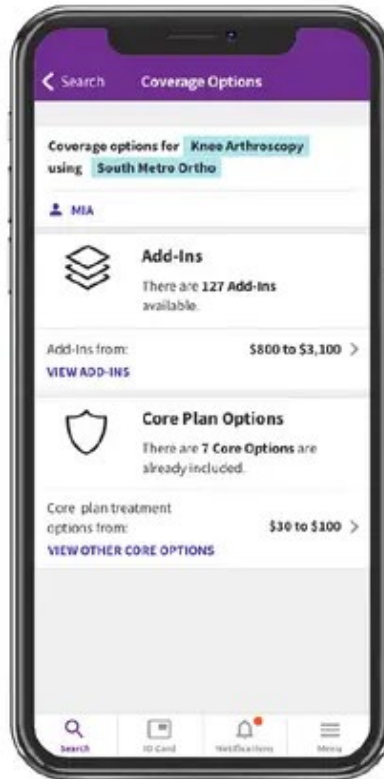 Search
Coverage Options
Coverage options for Knee Arthroscopy
using South Metro Ortho
MIA
Add-Ins
There are 127 Add-Ins
available.
Add-Ins from:
$800 to $3,100
VIEW ADD-INS
Core Plan Options
There are 7 Core Options are
already included.
Core plan treatment
options from:
$30 to $100
VIEW OTHER CORE OPTIONS
Search
ID Card
Notifications
Menu